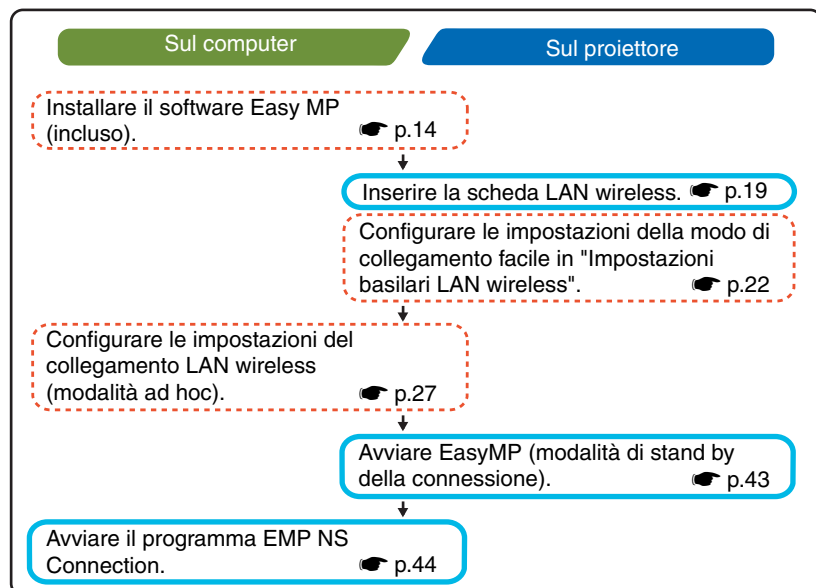 Sul computer
Sul proiettore
Installare il software Easy MP
(incluso). ☛ p.14
Inserire la scheda LAN wireless. ☛ p.19
Configurare le impostazioni della modo di
collegamento facile in "Impostazioni
basilari LAN wireless". ☛ p.22
Configurare le impostazioni del
collegamento LAN wireless
(modalità ad hoc). ☛ p.27
Avviare EasyMP (modalità di stand by
della connessione). ☛ p.43
Avviare il programma EMP NS
Connection. ☛ p.44